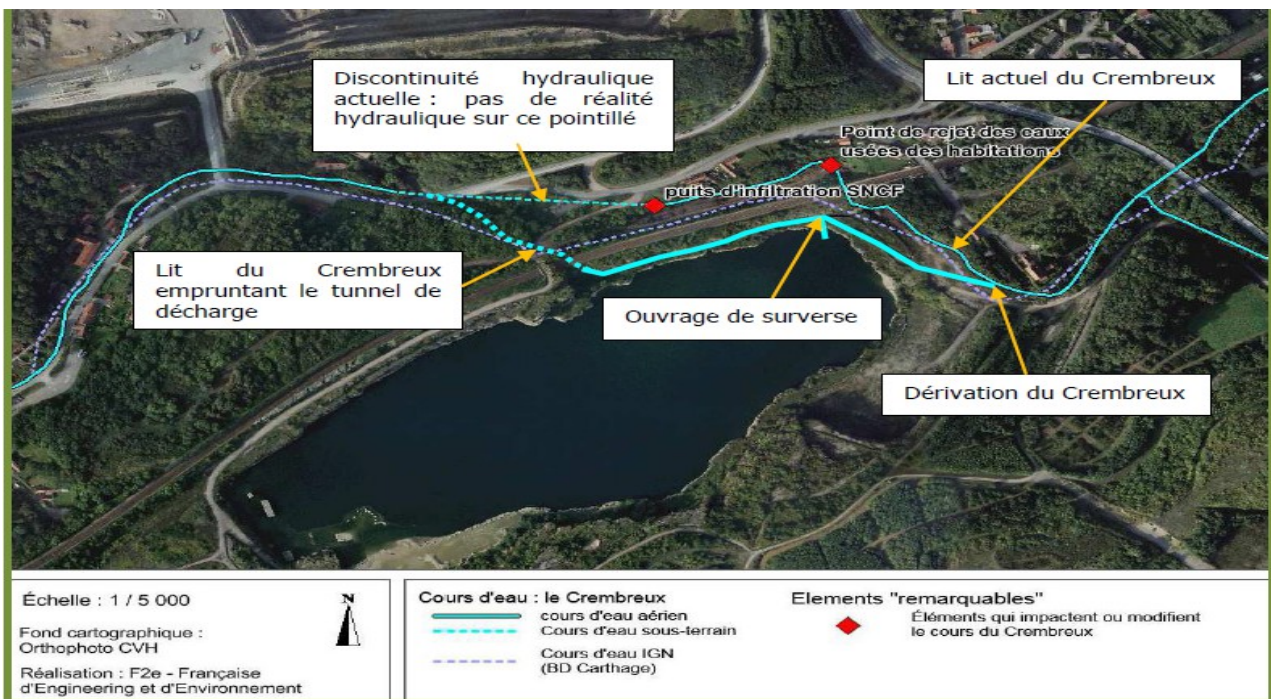 Discontinuité hydraulique
actuelle : pas de réalité
hydraulique sur ce pointillé
Lit actuel du Crembreux
Point de rejet des eaux
usées des habitations
puits d'infiltration SNCF
Lit du Crembreux
empruntant le tunnel de
décharge
Ouvrage de surverse
Dérivation du Crembreux
Échelle : 1 / 5 000
N
Fond cartographique :
Orthophoto CVH
Réalisation : F2e - Française
d'Engineering et d'Environnement
Cours d'eau : le Crembreux
cours d'eau aérien
Cours d'eau sous-terrain
Cours d'eau IGN
(BD Carthage)
Elements "remarquables"
Éléments qui impactent ou modifient
le cours du Crembreux